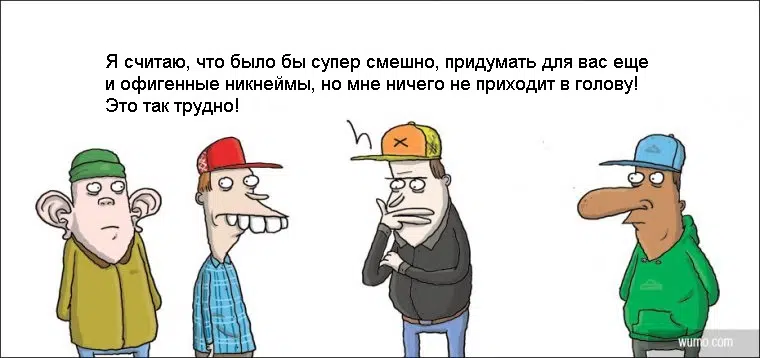 Я считаю, что было бы супер смешно, придумать для вас еще
и офигенные никнеймы, но мне ничего не приходит в голову!
Это так трудно!
wumo.com